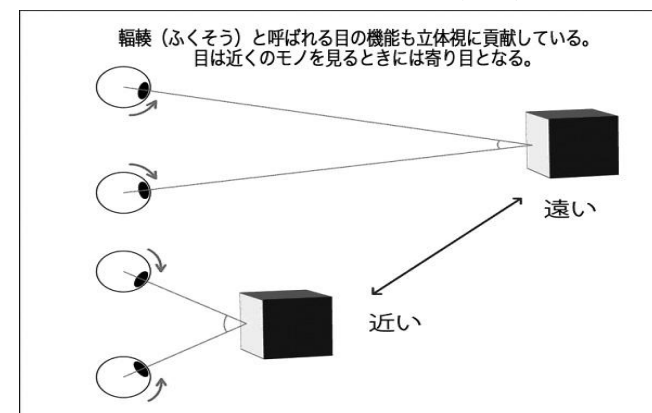 輻輳（ふくそう）と呼ばれる目の機能も立体視に貢献している。
目は近くのモノを見るときには寄り目となる。
遠い
近い